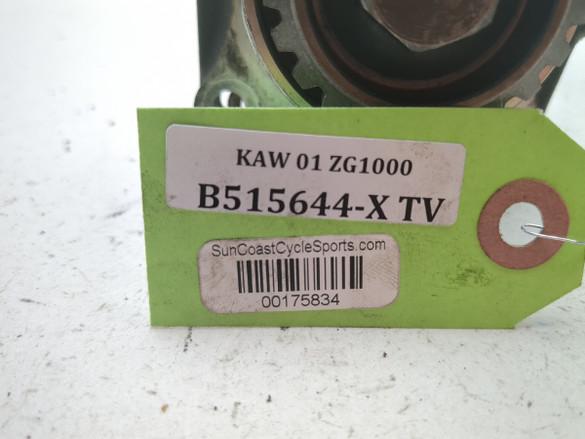 KAW 01 ZG1000
B515644-X TV
SunCoastCycleSports.com
00175834